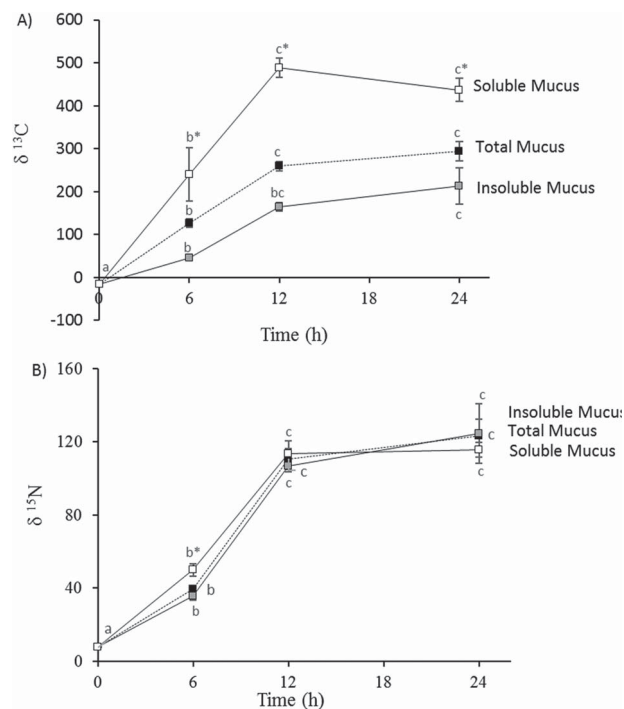 A)
600
500
400
300
200
100
0
-100
δ 13C
a
b*
b
b
c*
c
bc
c*
c
c
Soluble Mucus
Total Mucus
Insoluble Mucus
0 6 12 18 24
Time (h)
B)
160
120
80
40
0
δ 15N
a
b*
b
b
c
c
c
c
c
c
Insoluble Mucus
Total Mucus
Soluble Mucus
0 6 12 18 24
Time (h)